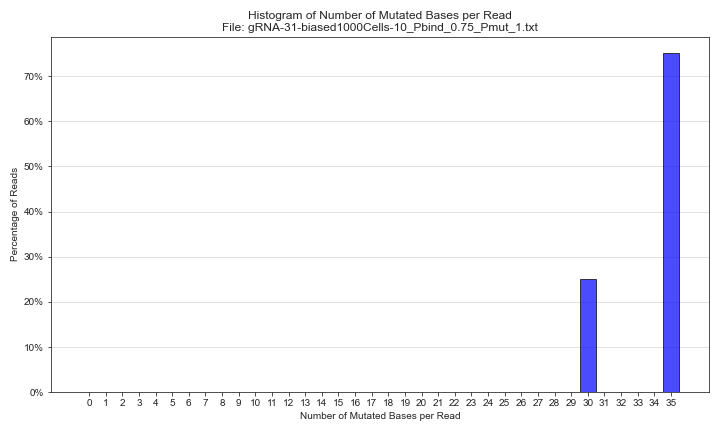 Histogram of Number of Mutated Bases per Read
File: gRNA-31-biased1000Cells-10_Pbind_0.75_Pmut_1.txt
Percentage of Reads
70%
60%
50%
40%
30%
20%
10%
0%
0 1 2 3 4 5 6 7 8 9 10 11 12 13 14 15 16 17 18 19 20 21 22 23 24 25 26 27 28 29 30 31 32 33 34 35
Number of Mutated Bases per Read